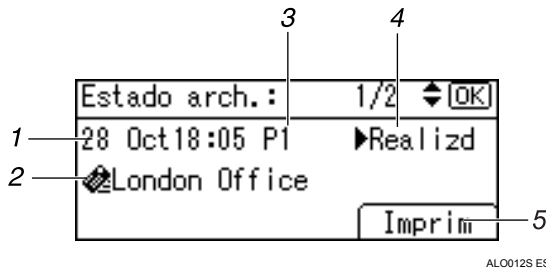 3 4
Estado arch.: 1/2 OK
1 28 Oct18:05 P1 Realizd
2 London Office
Imprim 5
ALO012S ES